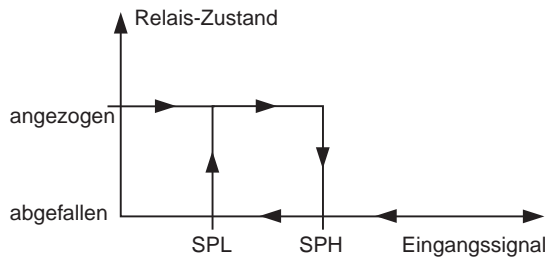 Relais-Zustand
angezogen
abgefallen
SPL SPH Eingangssignal